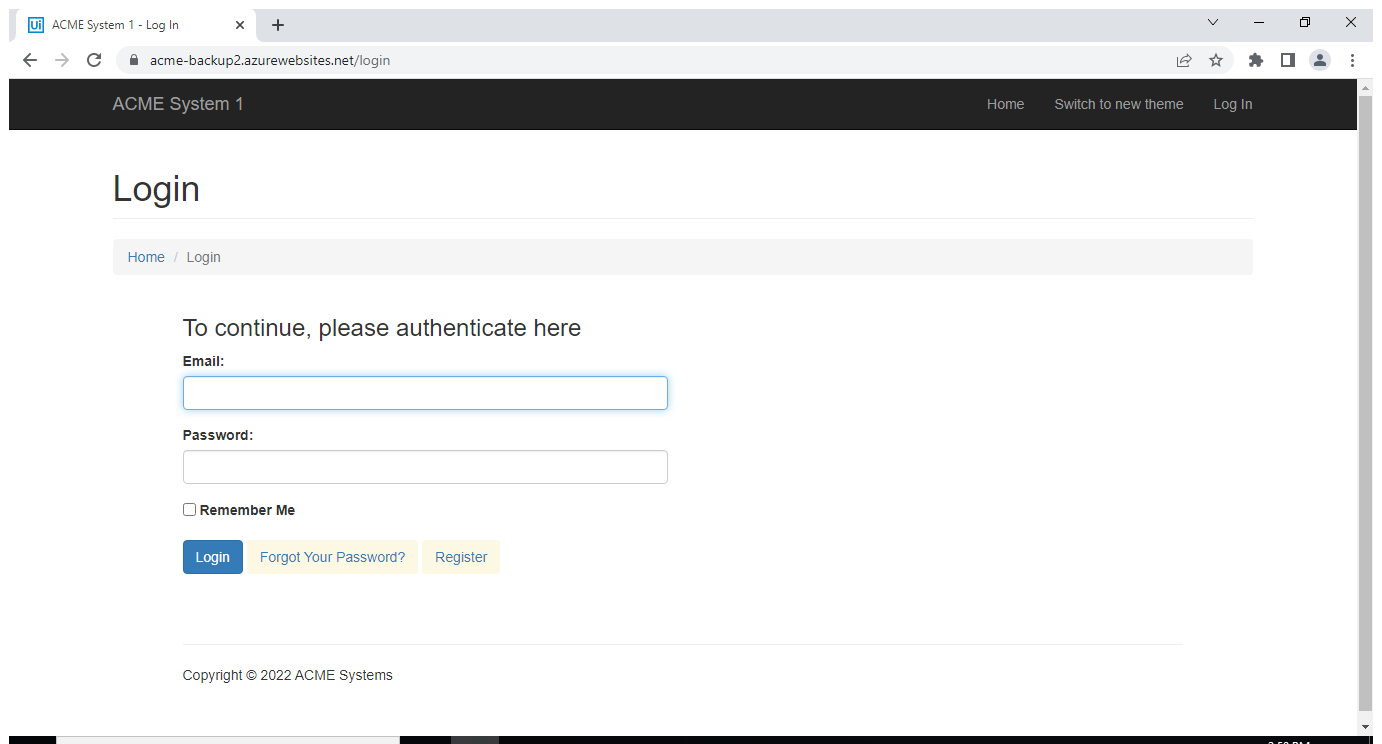 Ui ACME System 1 - Log In
acme-backup2.azurewebsites.net/login
ACME System 1 Home Switch to new theme Log In
Login
Home / Login
To continue, please authenticate here
Email:
Password:
Remember Me
Login Forgot Your Password? Register
Copyright © 2022 ACME Systems